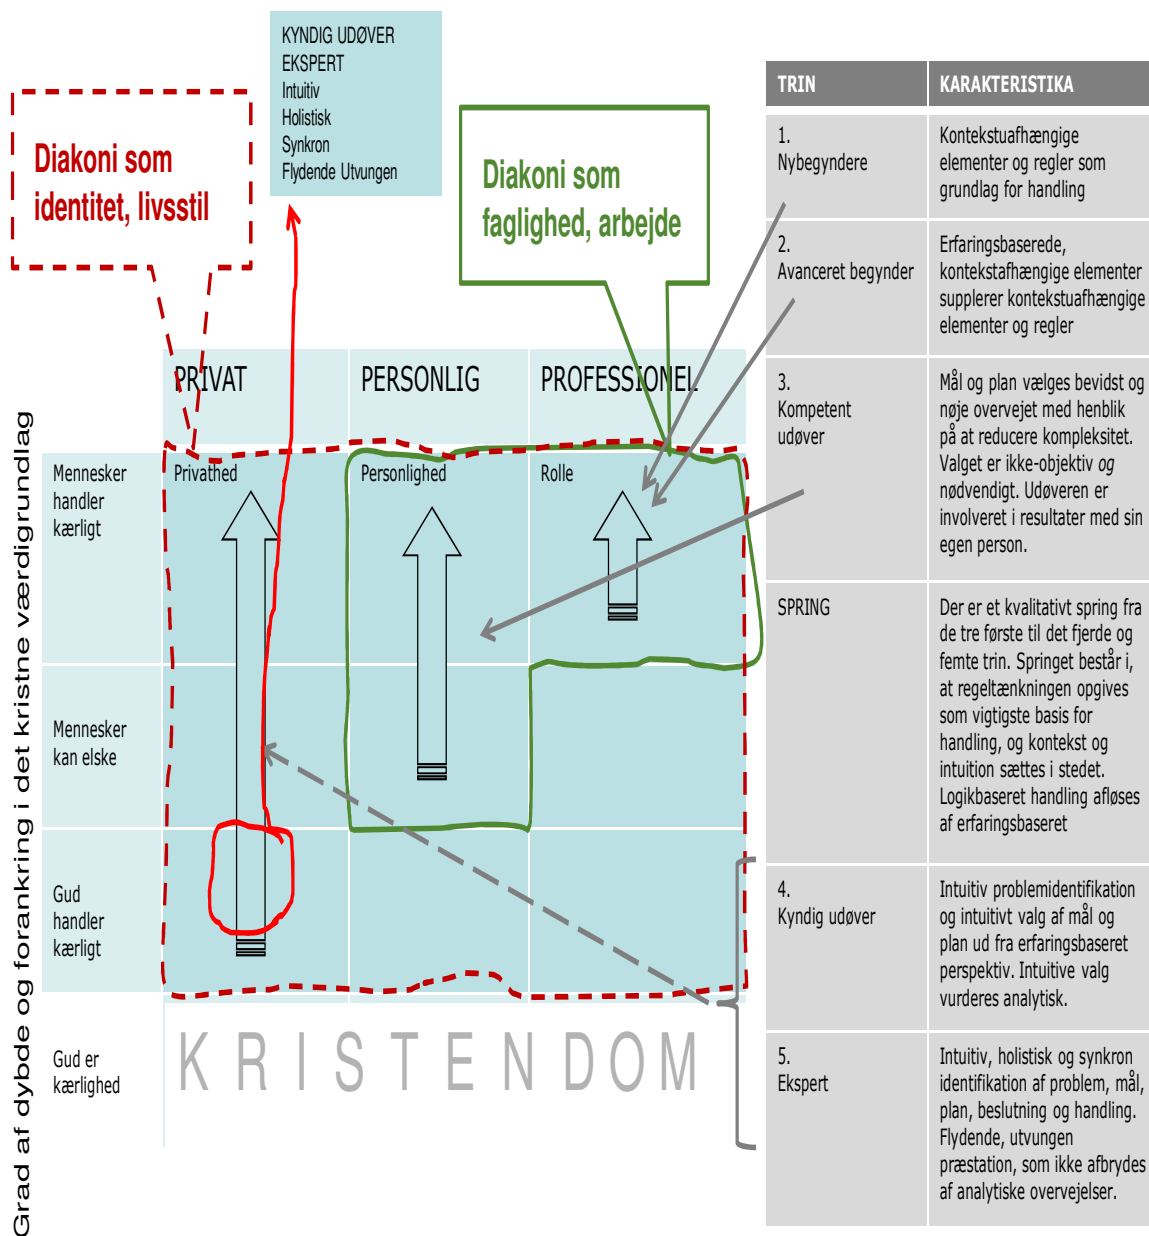 KYNDIG UDØVER
EKSPERT
Intuitiv
Holistisk
Synkron
Flydende Utvungen
Diakoni som
identitet, livsstil
Diakoni som
faglighed, arbejde
PRIVAT
PERSONLIG
PROFESSIONEL
Grad af dybde og forankring i det kristne værdigrundlag
Mennesker
handler
kærligt
Privathed
Personlighed
Rolle
Mennesker
kan elske
Gud
handler
kærligt
Gud er
kærlighed
KRISTENDOM
TRIN
KARAKTERISTIKA
1.
Nybegyndere
Kontekstuafhængige
elementer og regler som
grundlag for handling
2.
Avanceret begynder
Erfaringsbaserede,
kontekstafhængige elementer
supplerer kontekstuafhængige
elementer og regler
3.
Kompetent
udøver
Mål og plan vælges bevidst og
nøje overvejet med henblik
på at reducere kompleksitet.
Valget er ikke-objektiv og
nødvendigt. Udøveren er
involveret i resultater med sin
egen person.
SPRING
Der er et kvalitativt spring fra
de tre første til det fjerde og
femte trin. Springet består i,
at regeltænkningen opgives
som vigtigste basis for
handling, og kontekst og
intuition sættes i stedet.
Logikbaseret handling afløses
af erfaringsbaseret
4.
Kyndig udøver
Intuitiv problemidentifikation
og intuitivt valg af mål og
plan ud fra erfaringsbaseret
perspektiv. Intuitive valg
vurderes analytisk.
5.
Ekspert
Intuitiv, holistisk og synkron
identifikation af problem, mål,
plan, beslutning og handling.
Flydende, utvungen
præstation, som ikke afbrydes
af analytiske overvejelser.